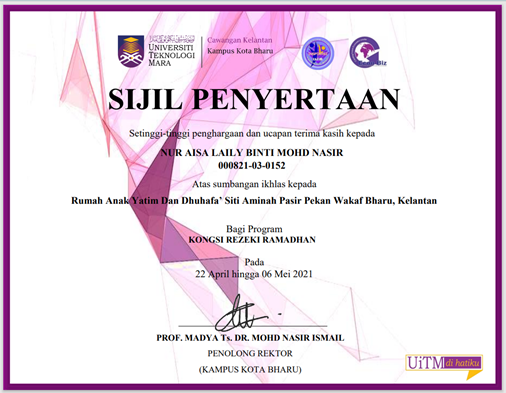 UNIVERSITI
TEKNOLOGI
MARA
Cawangan Kelantan
Kampus Kota Bharu
SIJIL PENYERTAAN
Setinggi-tinggi penghargaan dan ucapan terima kasih kepada
NUR AISA LAILY BINTI MOHD NASIR
000821-03-0152
Atas sumbangan ikhlas kepada
Rumah Anak Yatim Dan Dhuhafa’ Siti Aminah Pasir Pekan Wakaf Bharu, Kelantan
Bagi Program
KONGSI REZEKI RAMADHAN
Pada
22 April hingga 06 Mei 2021
PROF. MADYA Ts. DR. MOHD NASIR ISMAIL
PENOLONG REKTOR
(KAMPUS KOTA BHARU)
UiTM di hatiku